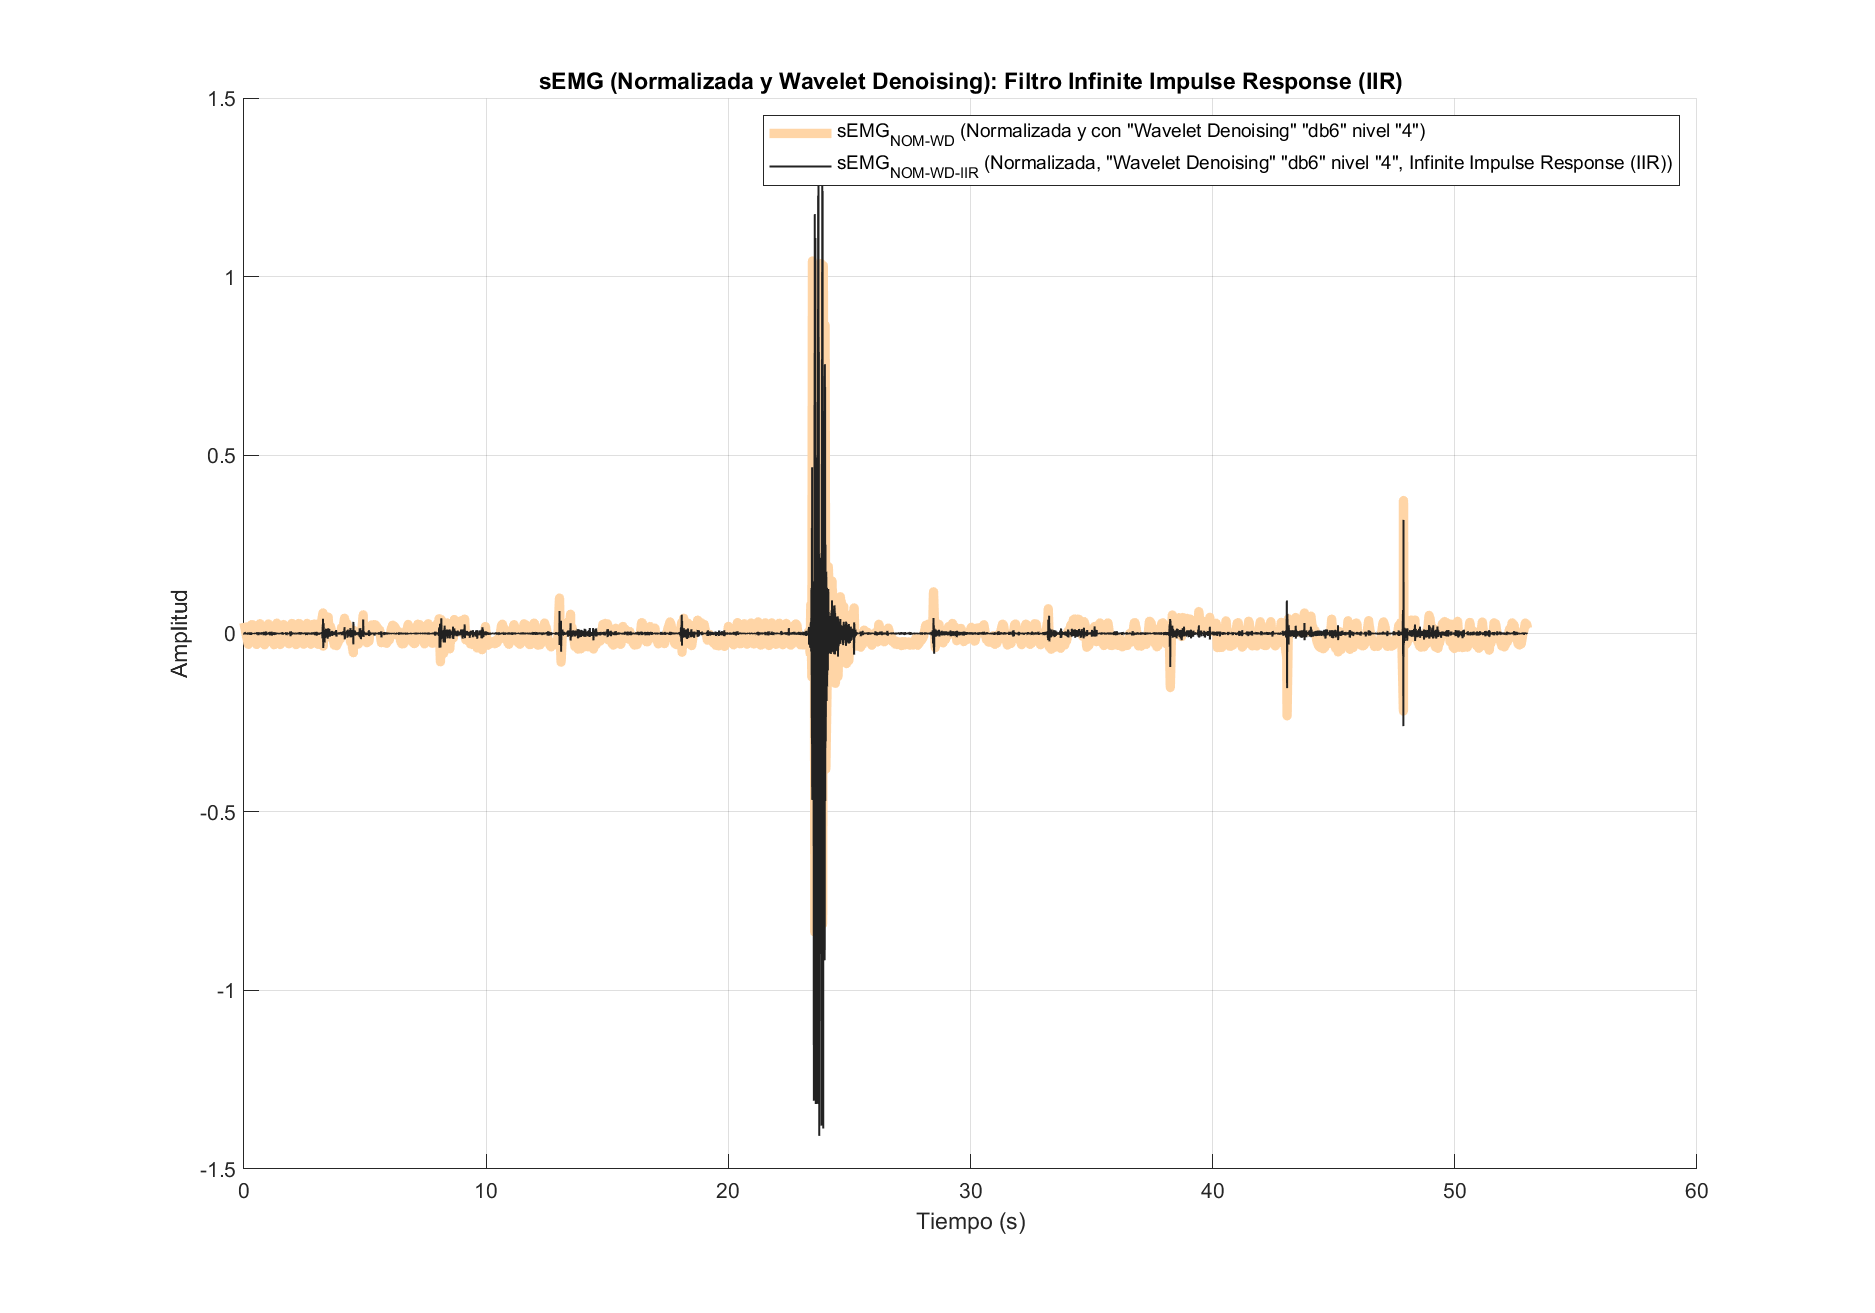 sEMG (Normalizada y Wavelet Denoising): Filtro Infinite Impulse Response (IIR)
sEMG_NOM-WD (Normalizada y con "Wavelet Denoising" "db6" nivel "4")
sEMG_NOM-WD-IIR (Normalizada, "Wavelet Denoising" "db6" nivel "4", Infinite Impulse Response (IIR))
1.5
1
0.5
0
-0.5
-1
-1.5
Amplitud
0 10 20 30 40 50 60
Tiempo (s)